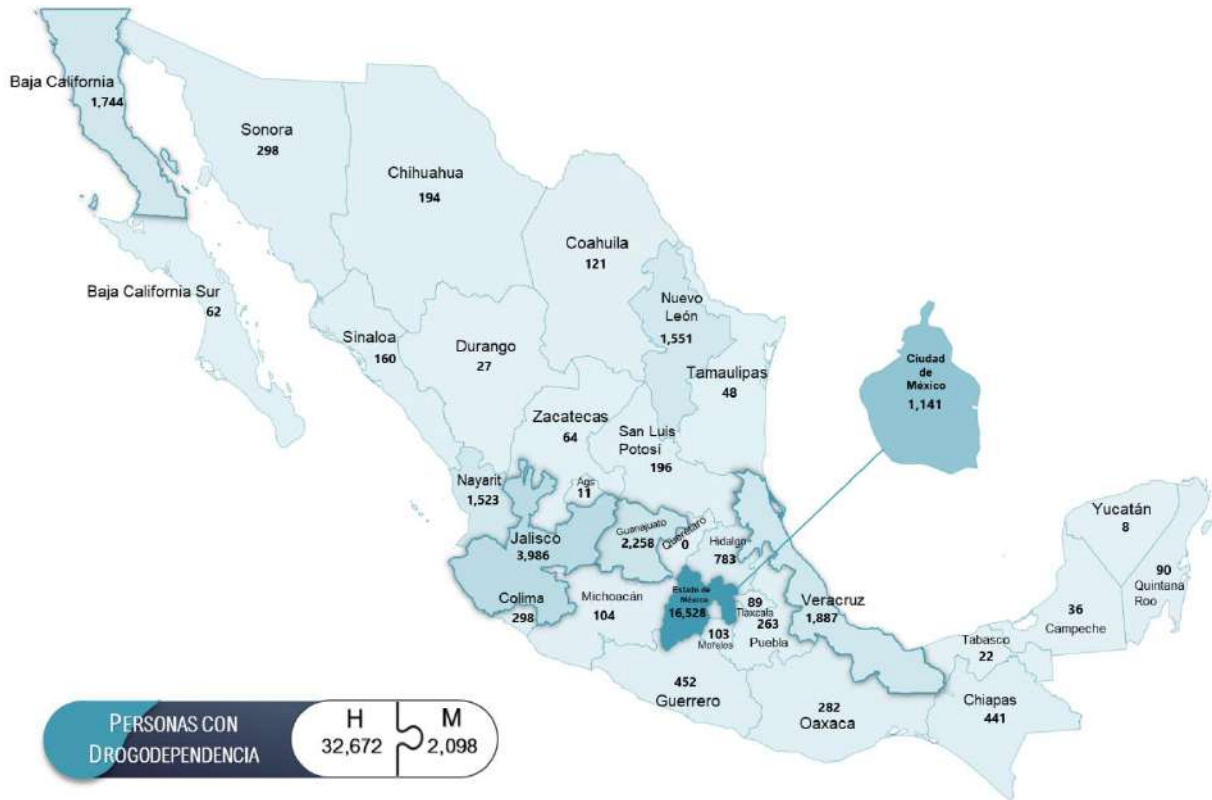 Baja California
1,744
Sonora
298
Chihuahua
194
Coahuila
121
Baja California Sur
62
Nuevo
León
1,551
Sinaloa
160
Durango
27
Tamaulipas
48
Ciudad
de
México
1,141
Zacatecas
64
San Luis
Potosí
196
Nayarit
1,523
Ags
11
Yucatán
8
Jalisco
3,986
Guanajuato
2,258
Querétaro
0
Hidalgo
783
90
Quintana
Roo
Colima
298
Michoacán
104
Estado de
México
16,528
89
Tlaxcala
263
Puebla
Veracruz
1,887
36
Campeche
103
Morelos
Tabasco
22
452
Guerrero
282
Oaxaca
Chiapas
441
PERSONAS CON
DROGODEPENDENCIA
H
32,672
M
2,098